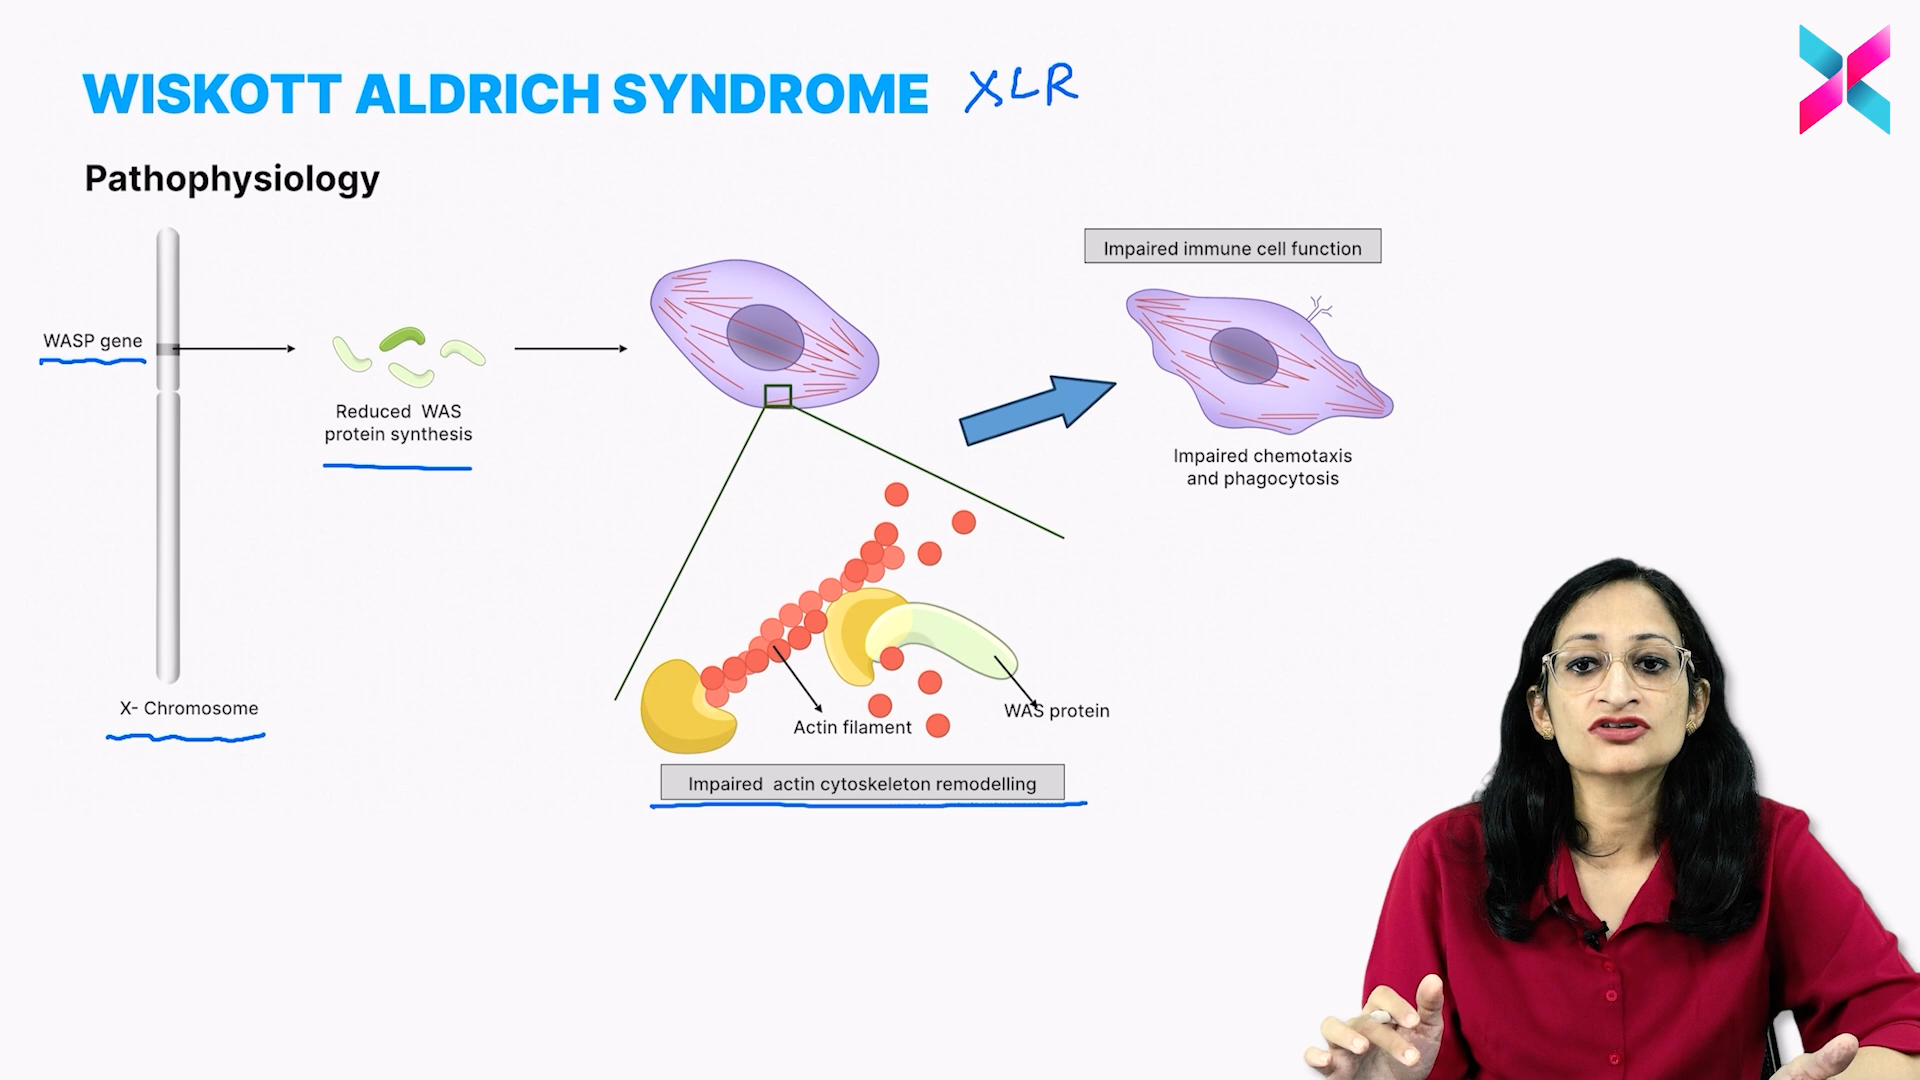 WISKOTT ALDRICH SYNDROME XLR
Pathophysiology
Impaired immune cell function
WASP gene
Reduced WAS
protein synthesis
Impaired chemotaxis
and phagocytosis
X- Chromosome
Actin filament
WAS protein
Impaired actin cytoskeleton remodelling